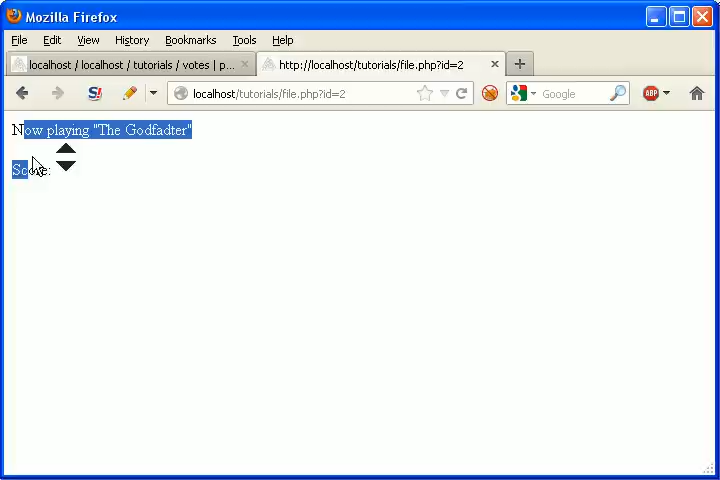 Mozilla Firefox
File Edit View History Bookmarks Tools Help
localhost / localhost / tutorials / votes | p...
http://localhost/tutorials/file.php?id=2
S!
localhost/tutorials/file.php?id=2
Google
ABP
Now playing "The Godfadter"
Score: